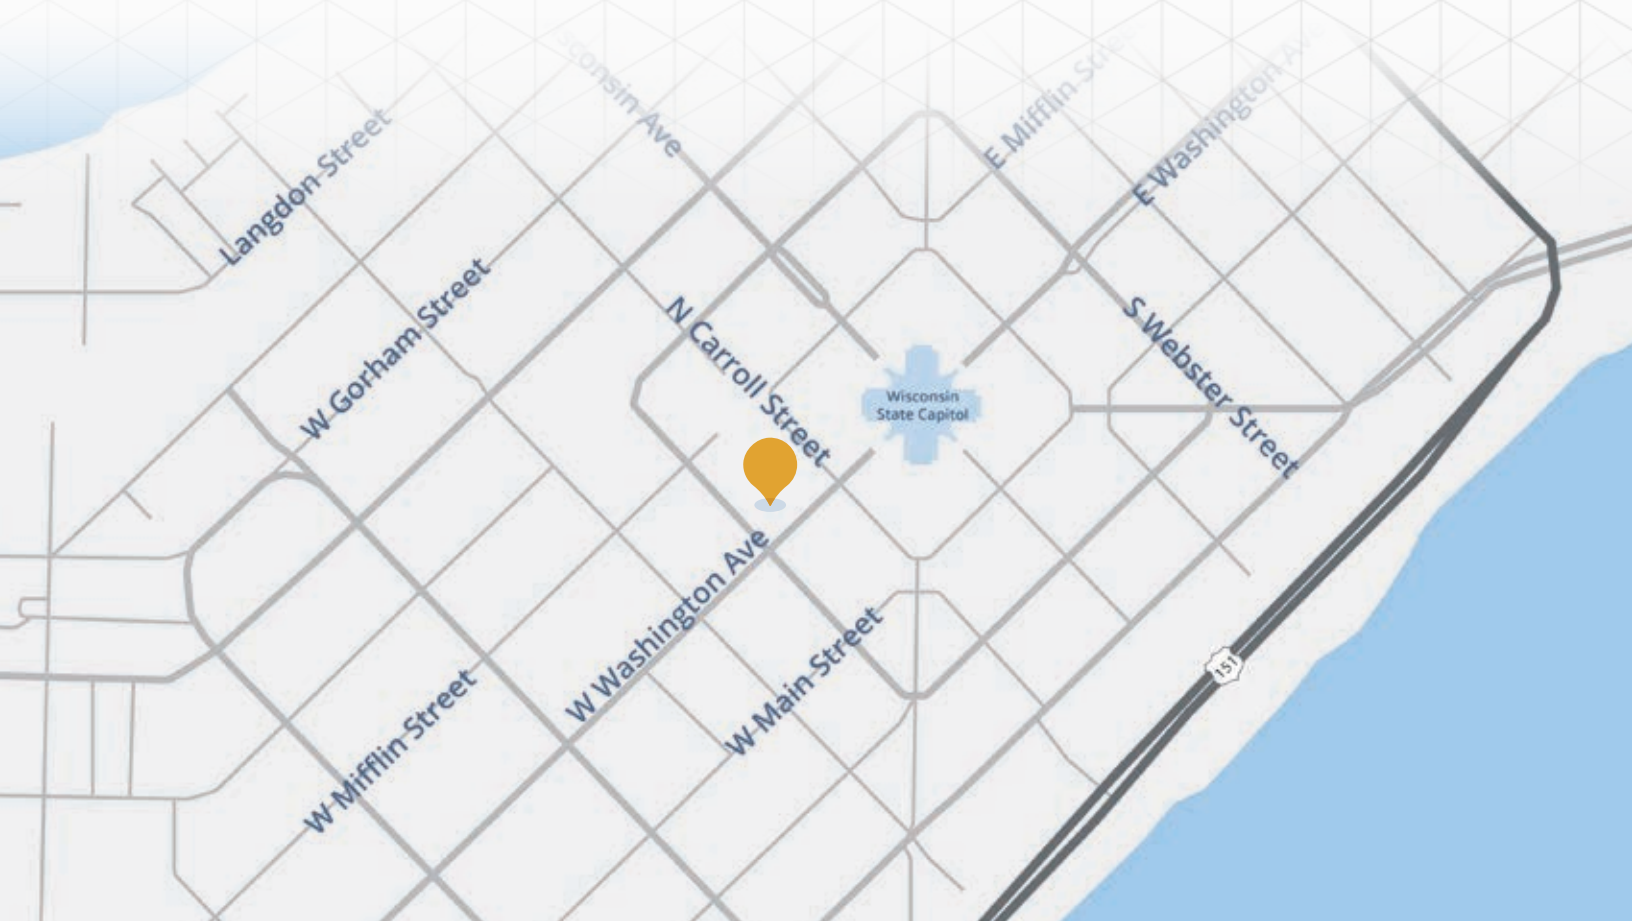 consin Ave
E Mifflin Street
E Washington Ave
Langdon Street
W Gorham Street
N Carroll Street
S Webster Street
Wisconsin
State Capitol
W Washington Ave
W Main Street
W Mifflin Street
151